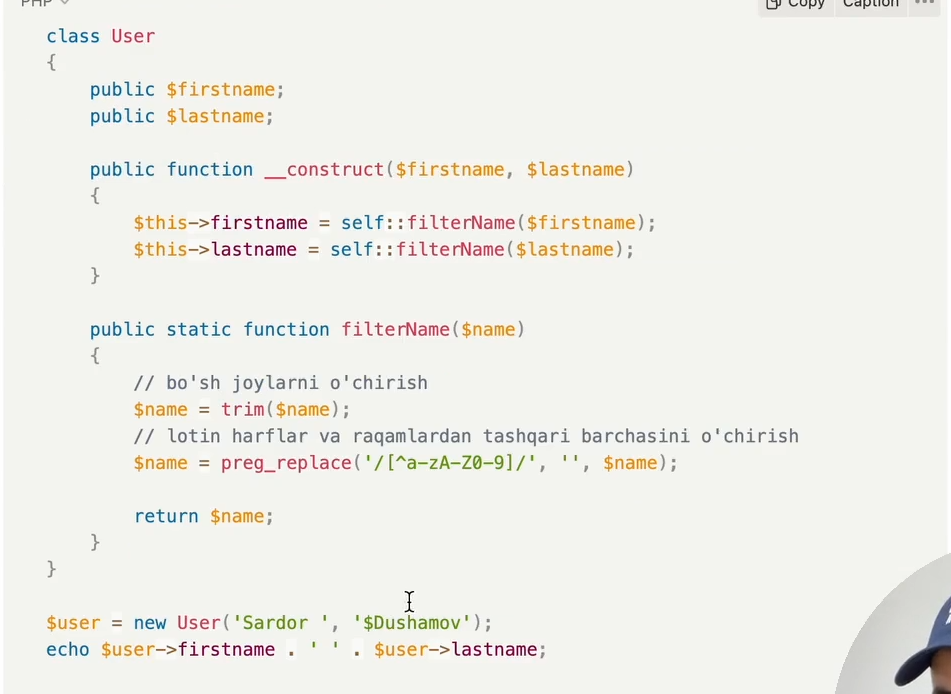 PHP
Copy Caption
class User
{
    public $firstname;
    public $lastname;

    public function __construct($firstname, $lastname)
    {
        $this->firstname = self::filterName($firstname);
        $this->lastname = self::filterName($lastname);
    }

    public static function filterName($name)
    {
        // bo'sh joylarni o'chirish
        $name = trim($name);
        // lotin harflar va raqamlardan tashqari barchasini o'chirish
        $name = preg_replace('/[^a-zA-Z0-9]/', '', $name);

        return $name;
    }
}

$user = new User('Sardor ', '$Dushamov');
echo $user->firstname . ' ' . $user->lastname;